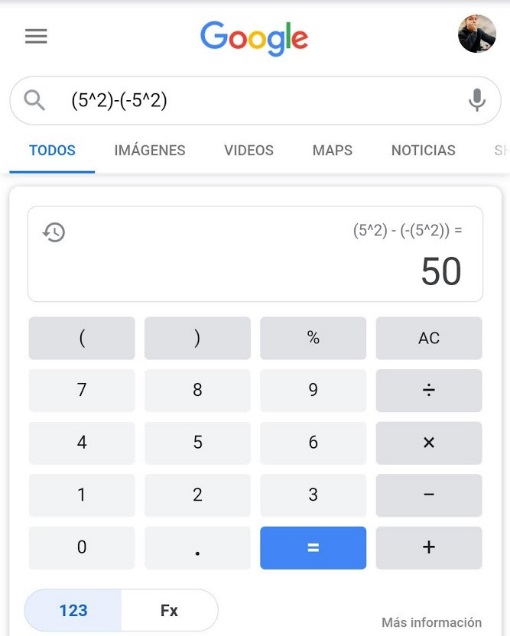 Google
(5^2)-(-5^2)
TODOS IMÁGENES VIDEOS MAPS NOTICIAS
(5^2) - (-(5^2)) =
50
( ) % AC
7 8 9 ÷
4 5 6 ×
1 2 3 −
0 . = +
123 Fx
Más información